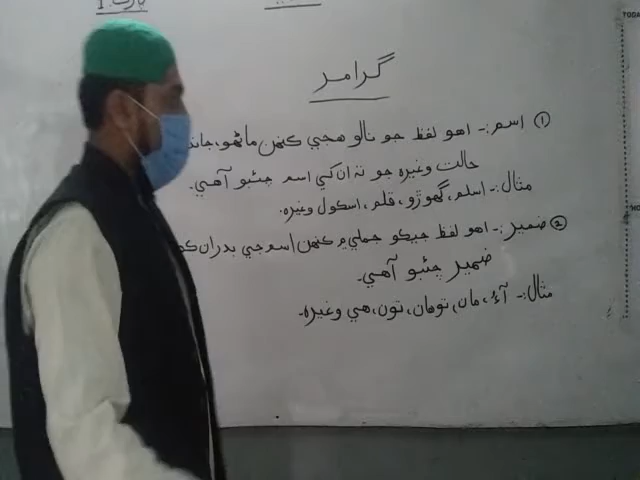 گرامر
① اسم:- اهو لفظ جو نالو هجي ڪنهن ماڻهو، جاندا
حالت وغيره جو ته ان کي اسم چئبو آهي.
مثال:- اسلم، گهوڙو، قلم، اسڪول وغيره.
② ضمير:- اهو لفظ جيڪو جملي ۾ ڪنهن اسم جي بدران ڪم
ضمير چئبو آهي.
مثال:- آءٌ، مان، تون، هي وغيره.